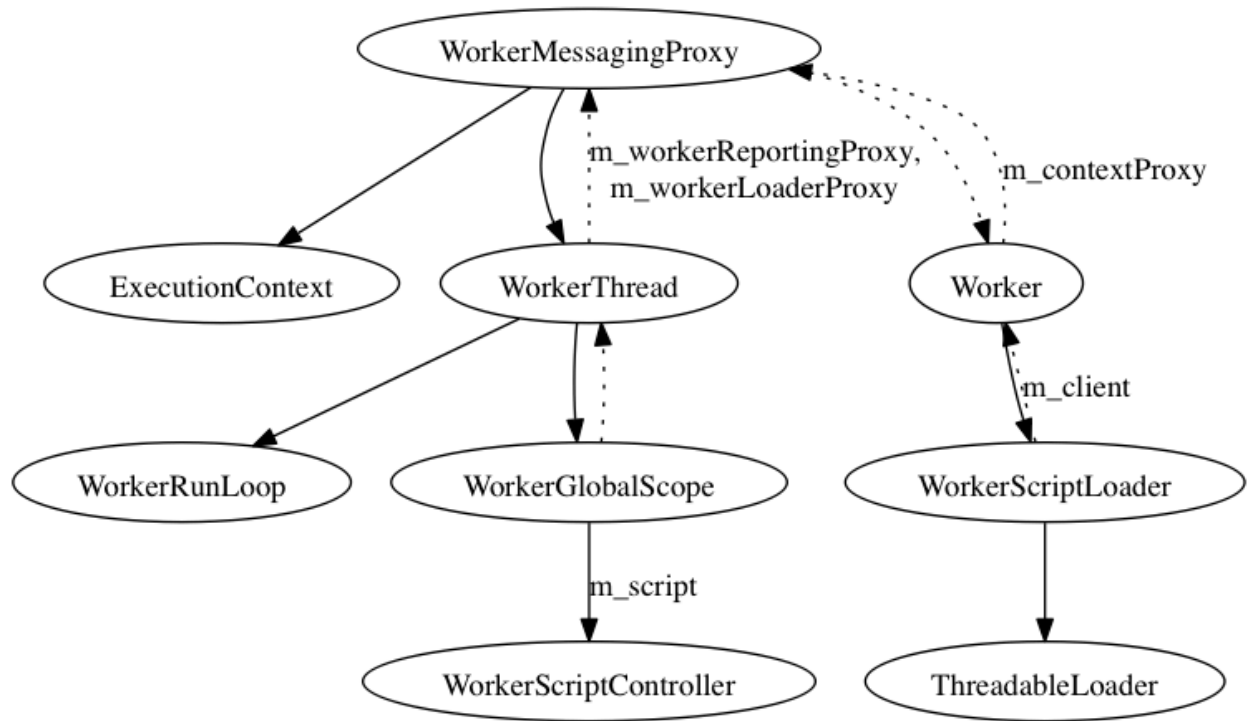 WorkerMessagingProxy
m_workerReportingProxy,
m_workerLoaderProxy
m_contextProxy
ExecutionContext
WorkerThread
Worker
m_client
WorkerRunLoop
WorkerGlobalScope
WorkerScriptLoader
m_script
WorkerScriptController
ThreadableLoader